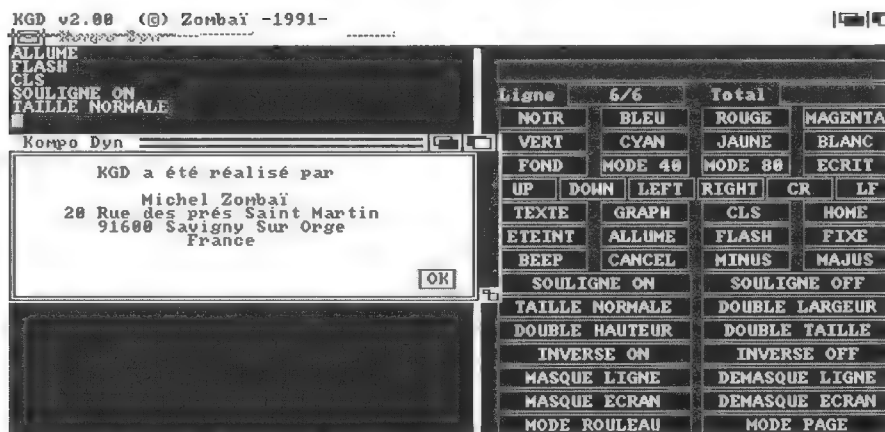 KGD v2.00 (©) Zombaï -1991-
Kompo Dyn
ALLUME
FLASH
CLS
SOULIGNE ON
TAILLE NORMALE
Kompo Dyn
KGD a été réalisé par
Michel Zombaï
20 Rue des prés Saint Martin
91600 Savigny Sur Orge
France
OK
Ligne 6/6 Total
NOIR BLEU ROUGE MAGENTA
VERT CYAN JAUNE BLANC
FOND MODE 40 MODE 80 ECRIT
UP DOWN LEFT RIGHT CR LF
TEXTE GRAPH CLS HOME
ETEINT ALLUME FLASH FIXE
BEEP CANCEL MINUS MAJUS
SOULIGNE ON SOULIGNE OFF
TAILLE NORMALE DOUBLE LARGEUR
DOUBLE HAUTEUR DOUBLE TAILLE
INVERSE ON INVERSE OFF
MASQUE LIGNE DEMASQUE LIGNE
MASQUE ECRAN DEMASQUE ECRAN
MODE ROULEAU MODE PAGE